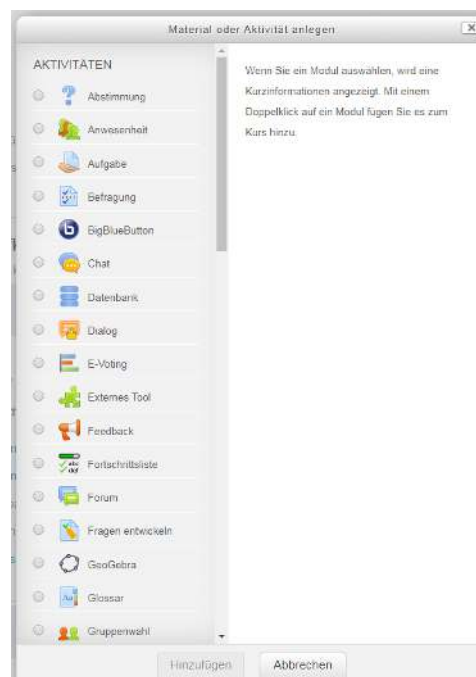 Material oder Aktivität anlegen
AKTIVITÄTEN
Abstimmung
Anwesenheit
Aufgabe
Befragung
BigBlueButton
Chat
Datenbank
Dialog
E-Voting
Externes Tool
Feedback
Fortschrittsliste
Forum
Fragen entwickeln
GeoGebra
Glossar
Gruppenwahl
Wenn Sie ein Modul auswählen, wird eine
Kurzinformationen angezeigt. Mit einem
Doppelklick auf ein Modul fügen Sie es zum
Kurs hinzu.
Hinzufügen
Abbrechen